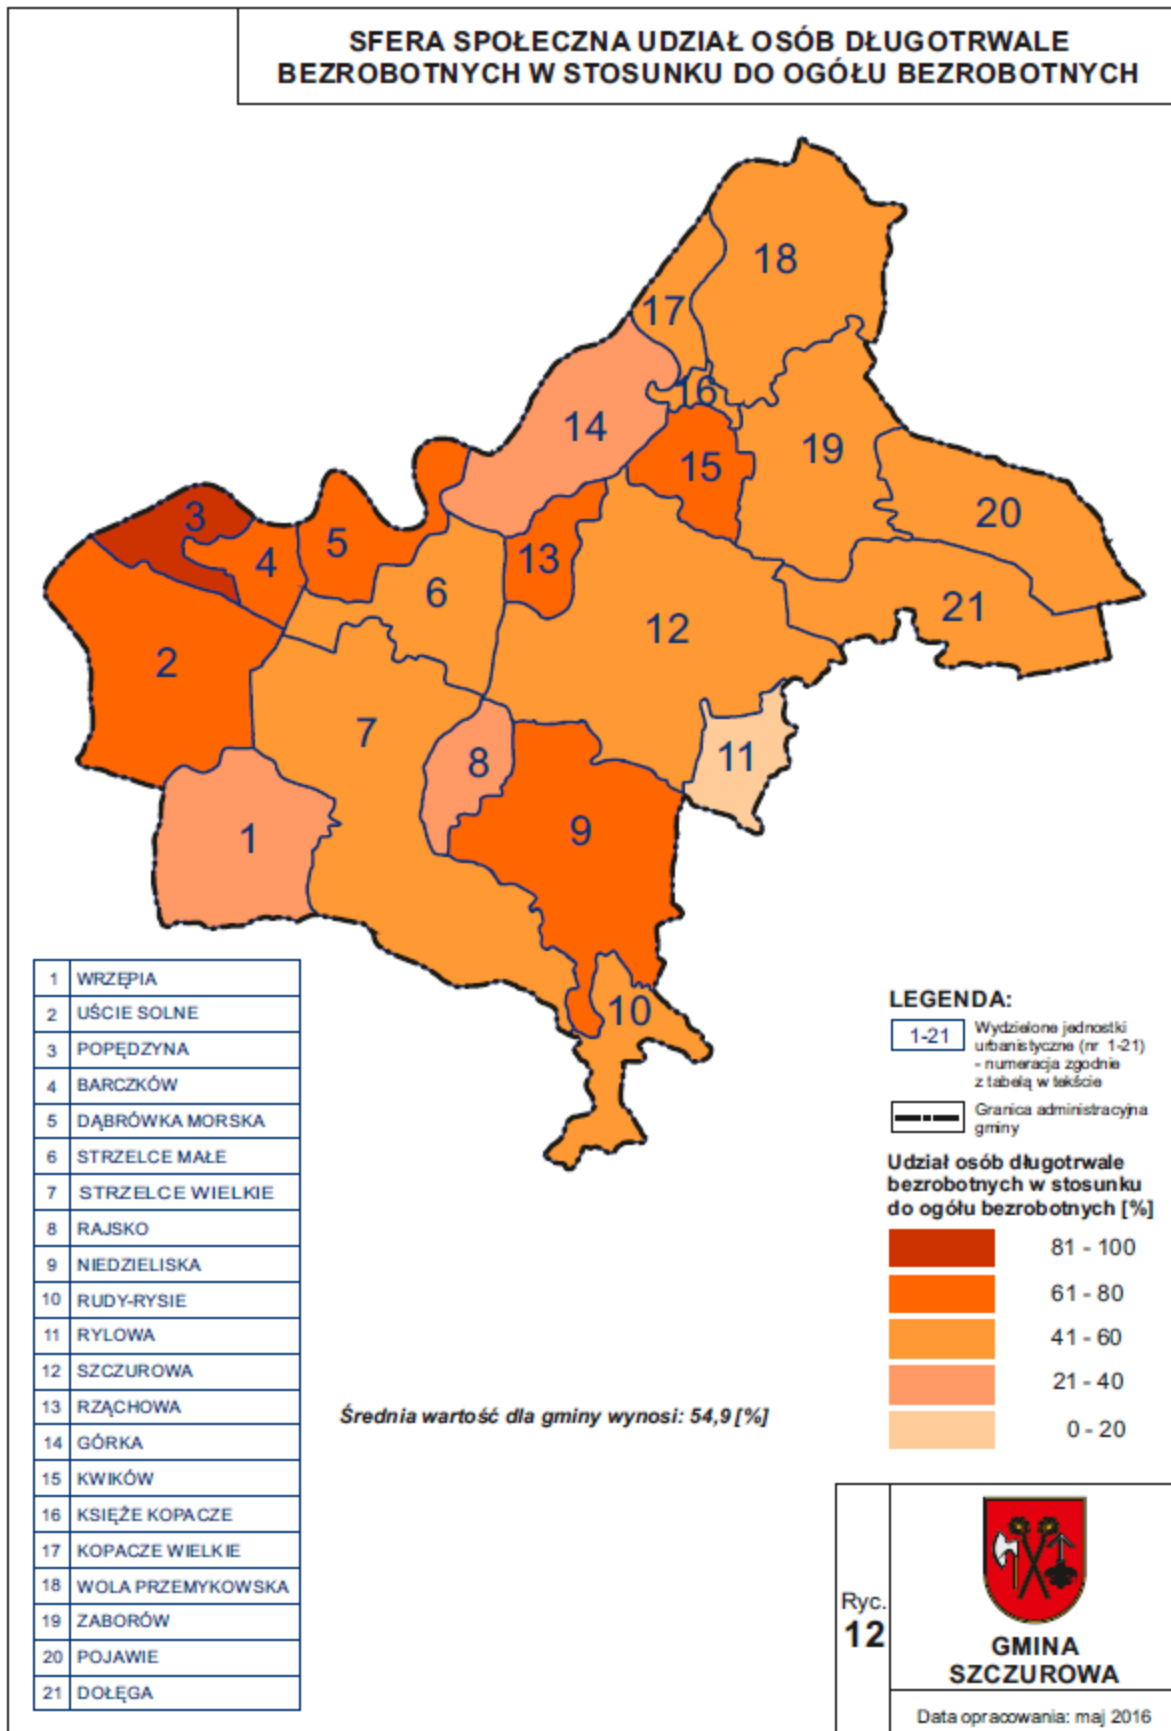 SFERA SPOŁECZNA UDZIAŁ OSÓB DŁUGOTRWALE
BEZROBOTNYCH W STOSUNKU DO OGÓŁU BEZROBOTNYCH
18
17
16
14
19
15
3
20
5
4
13
6
21
12
2
7
11
8
9
1
10
1 WRZĘPIA
2 UŚCIE SOLNE
3 POPĘDZYNA
4 BARCZKÓW
5 DĄBRÓWKA MORSKA
6 STRZELCE MAŁE
7 STRZELCE WIELKIE
8 RAJSKO
9 NIEDZIELISKA
10 RUDY-RYSIE
11 RYLOWA
12 SZCZUROWA
13 RZĄCHOWA
14 GÓRKA
15 KWIKÓW
16 KSIĘŻE KOPACZE
17 KOPACZE WIELKIE
18 WOLA PRZEMYKOWSKA
19 ZABORÓW
20 POJAWIE
21 DOŁĘGA
Średnia wartość dla gminy wynosi: 54,9 [%]
LEGENDA:
1-21
Wydzielone jednostki
urbanistyczne (nr 1-21)
- numeracja zgodnie
z tabelą w tekście
Granica administracyjna
gminy
Udział osób długotrwale
bezrobotnych w stosunku
do ogółu bezrobotnych [%]
81 - 100
61 - 80
41 - 60
21 - 40
0 - 20
Ryc.
12
GMINA
SZCZUROWA
Data opracowania: maj 2016